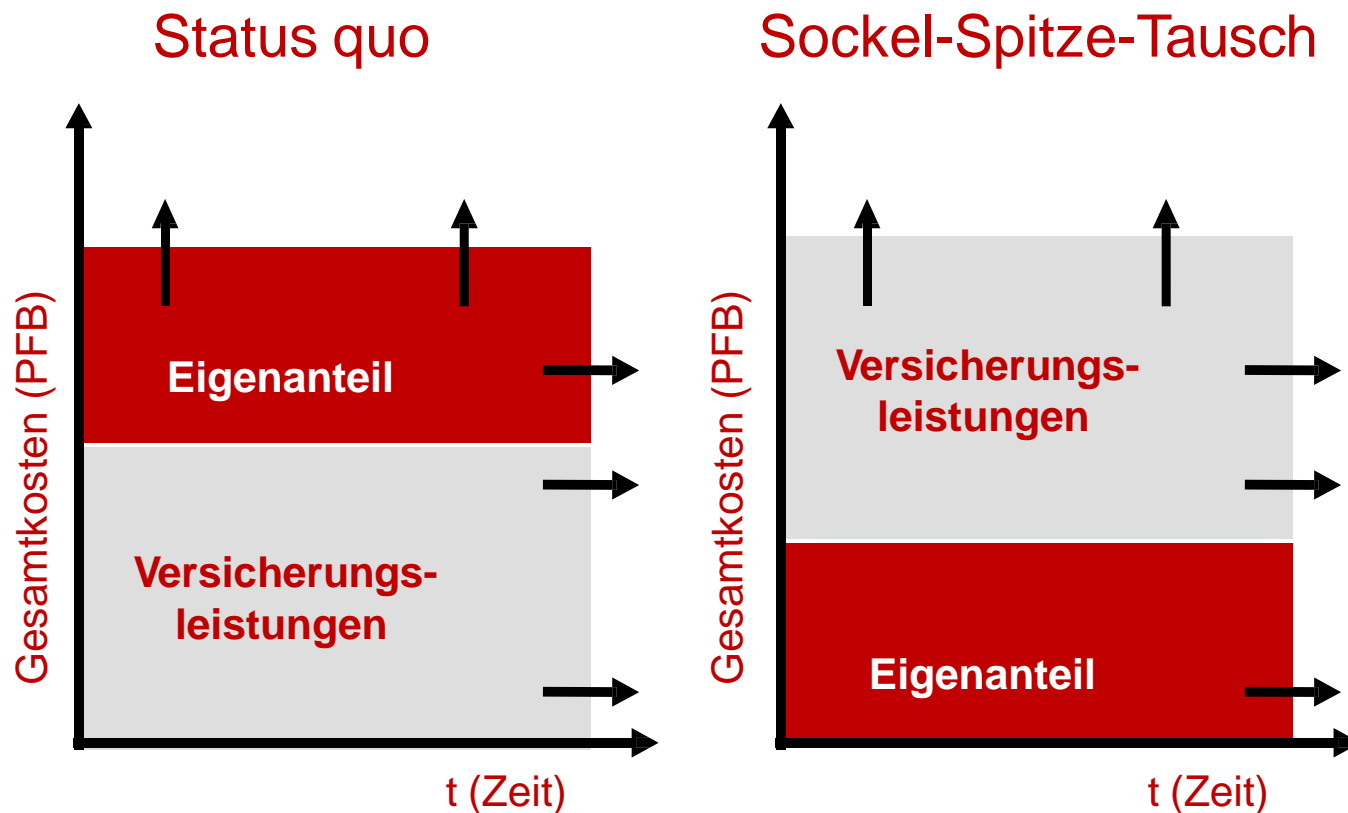 Status quo
Gesamtkosten (PFB)
Eigenanteil
Versicherungs-
leistungen
t (Zeit)
Sockel-Spitze-Tausch
Gesamtkosten (PFB)
Versicherungs-
leistungen
Eigenanteil
t (Zeit)